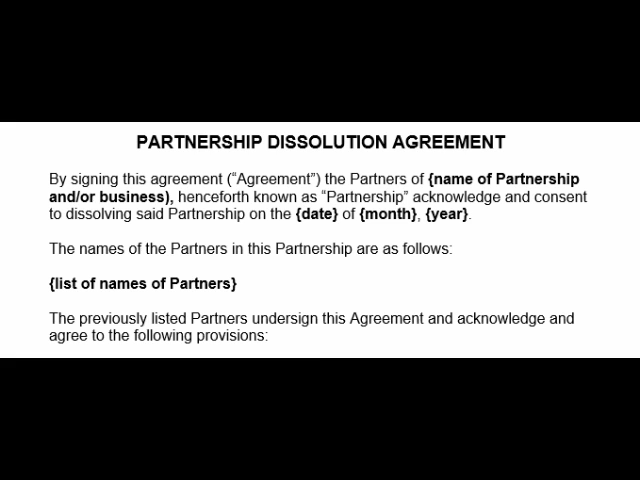 PARTNERSHIP DISSOLUTION AGREEMENT
By signing this agreement (“Agreement”) the Partners of {name of Partnership
and/or business), henceforth known as “Partnership” acknowledge and consent
to dissolving said Partnership on the {date} of {month}, {year}.
The names of the Partners in this Partnership are as follows:
{list of names of Partners}
The previously listed Partners undersign this Agreement and acknowledge and
agree to the following provisions: